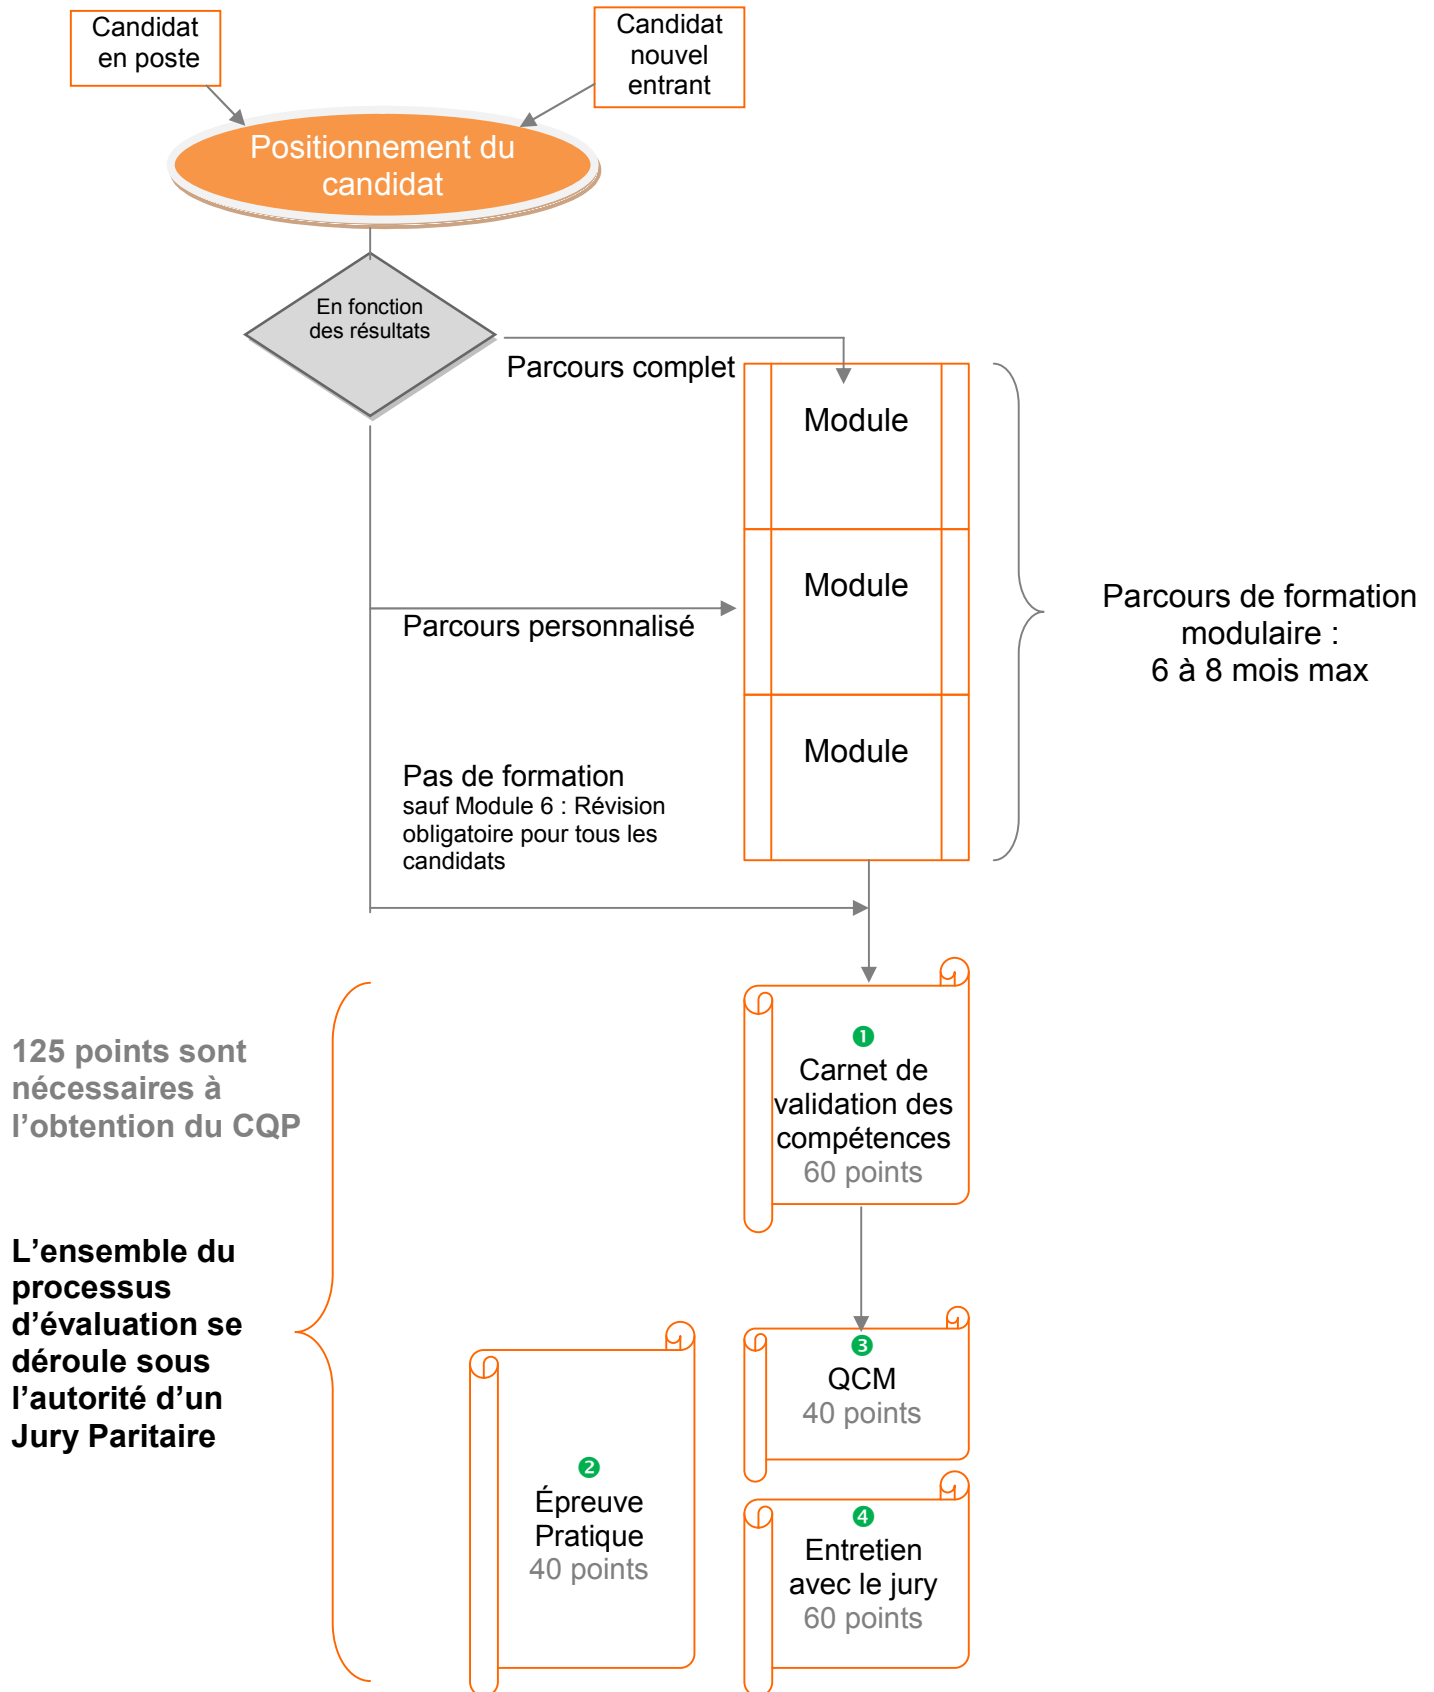 Candidat
en poste
Candidat
nouvel
entrant
Positionnement du
candidat
En fonction
des résultats
Parcours complet
Module
Module
Parcours personnalisé
Parcours de formation
modulaire :
6 à 8 mois max
Module
Pas de formation
sauf Module 6 : Révision
obligatoire pour tous les
candidats
125 points sont
nécessaires à
l’obtention du CQP
❶
Carnet de
validation des
compétences
60 points
L’ensemble du
processus
d’évaluation se
déroule sous
l’autorité d’un
Jury Paritaire
❷
Épreuve
Pratique
40 points
❸
QCM
40 points
❹
Entretien
avec le jury
60 points